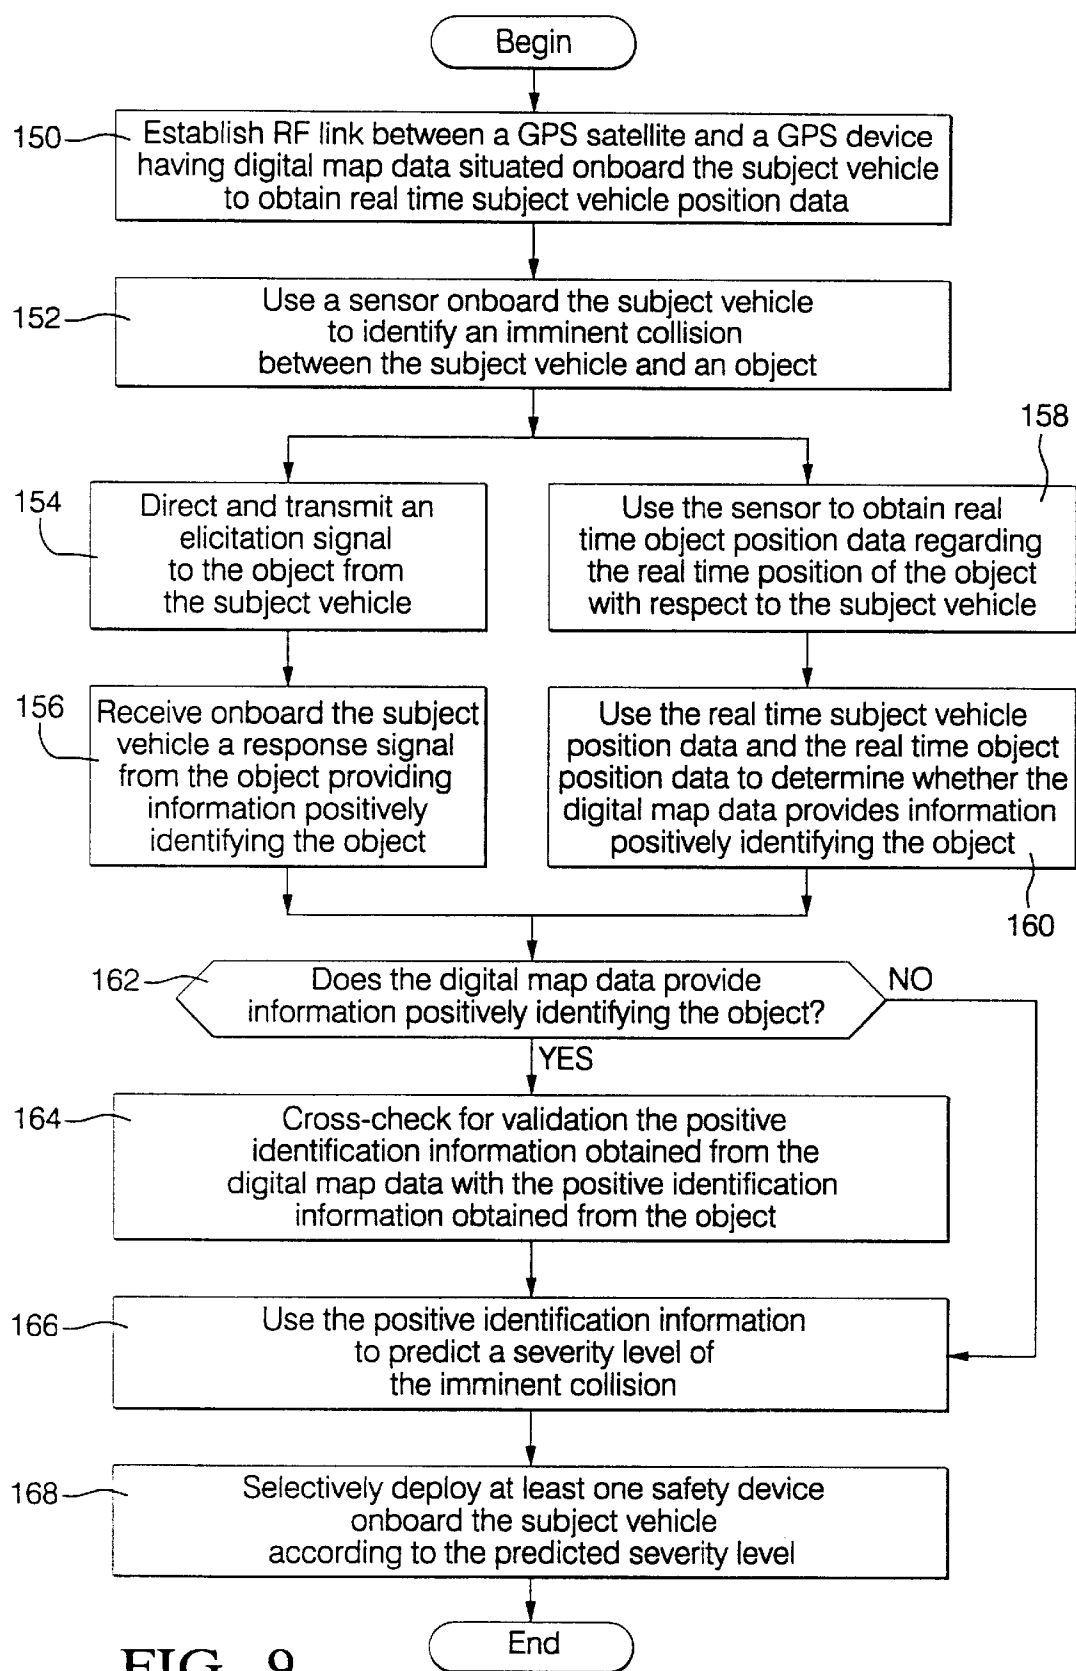 Begin
150
Establish RF link between a GPS satellite and a GPS device
having digital map data situated onboard the subject vehicle
to obtain real time subject vehicle position data
152
Use a sensor onboard the subject vehicle
to identify an imminent collision
between the subject vehicle and an object
154
Direct and transmit an
elicitation signal
to the object from
the subject vehicle
158
Use the sensor to obtain real
time object position data regarding
the real time position of the object
with respect to the subject vehicle
156
Receive onboard the subject
vehicle a response signal
from the object providing
information positively
identifying the object
Use the real time subject vehicle
position data and the real time object
position data to determine whether the
digital map data provides information
positively identifying the object
160
162
Does the digital map data provide
information positively identifying the object?
NO
YES
164
Cross-check for validation the positive
identification information obtained from the
digital map data with the positive identification
information obtained from the object
166
Use the positive identification information
to predict a severity level of
the imminent collision
168
Selectively deploy at least one safety device
onboard the subject vehicle
according to the predicted severity level
End
FIG. 9